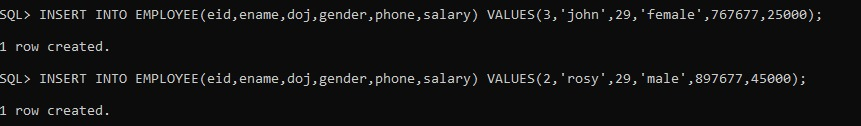 SQL> INSERT INTO EMPLOYEE(eid,ename,doj,gender,phone,salary) VALUES(3,'john',29,'female',767677,25000);
1 row created.
SQL> INSERT INTO EMPLOYEE(eid,ename,doj,gender,phone,salary) VALUES(2,'rosy',29,'male',897677,45000);
1 row created.